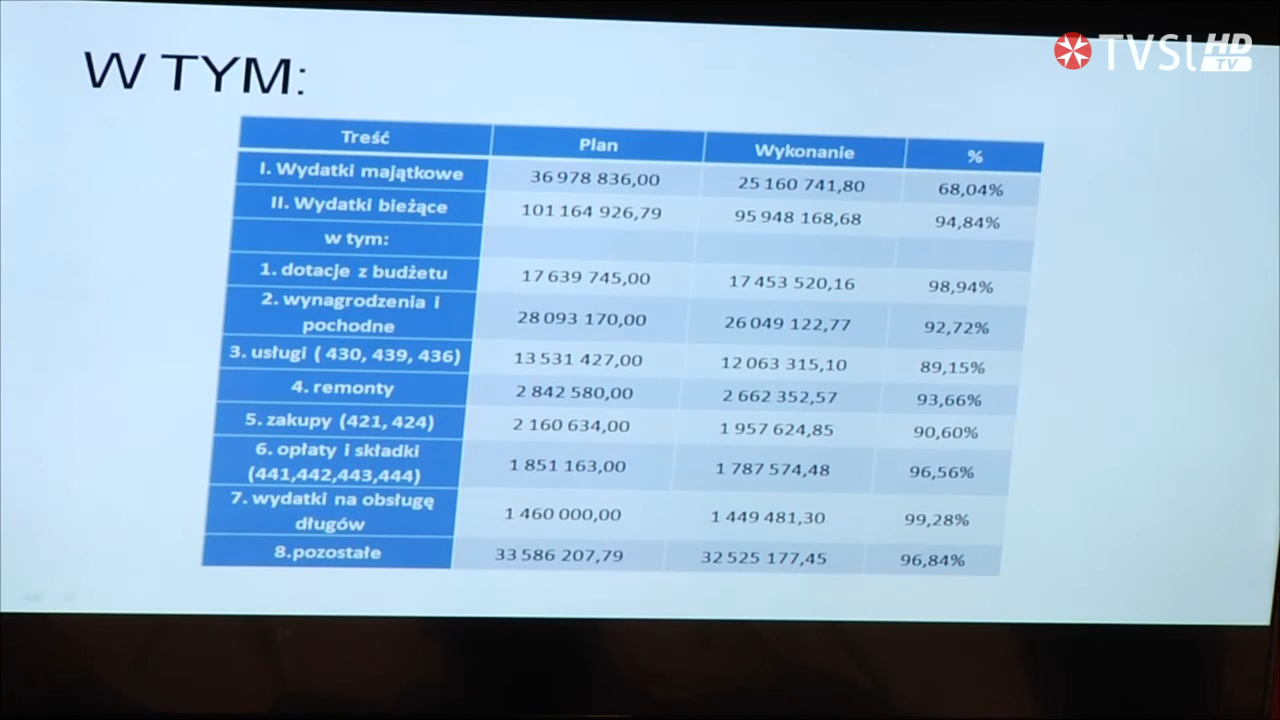 TVSL HD TV
W TYM:
Treść Plan Wykonanie %
I. Wydatki majątkowe 36 978 836,00 25 160 741,80 68,04%
II. Wydatki bieżące 101 164 926,79 95 948 168,68 94,84%
w tym:
1. dotacje z budżetu 17 639 745,00 17 453 520,16 98,94%
2. wynagrodzenia i
pochodne 28 093 170,00 26 049 122,77 92,72%
3. usługi ( 430, 439, 436) 13 531 427,00 12 063 315,10 89,15%
4. remonty 2 842 580,00 2 662 352,57 93,66%
5. zakupy (421, 424) 2 160 634,00 1 957 624,85 90,60%
6. opłaty i składki
(441,442,443,444) 1 851 163,00 1 787 574,48 96,56%
7. wydatki na obsługę
długów 1 460 000,00 1 449 481,30 99,28%
8.pozostałe 33 586 207,79 32 525 177,45 96,84%